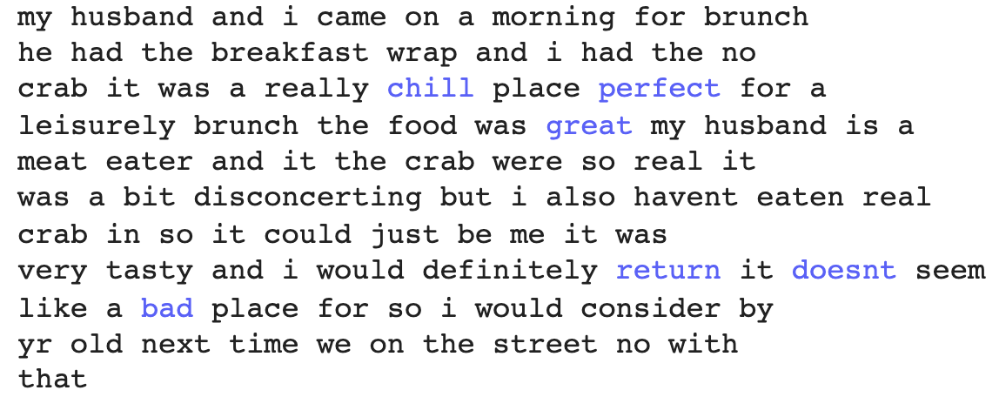 my husband and i came on a morning for brunch
he had the breakfast wrap and i had the no
crab it was a really chill place perfect for a
leisurely brunch the food was great my husband is a
meat eater and it the crab were so real it
was a bit disconcerting but i also havent eaten real
crab in so it could just be me it was
very tasty and i would definitely return it doesnt seem
like a bad place for so i would consider by
yr old next time we on the street no with
that